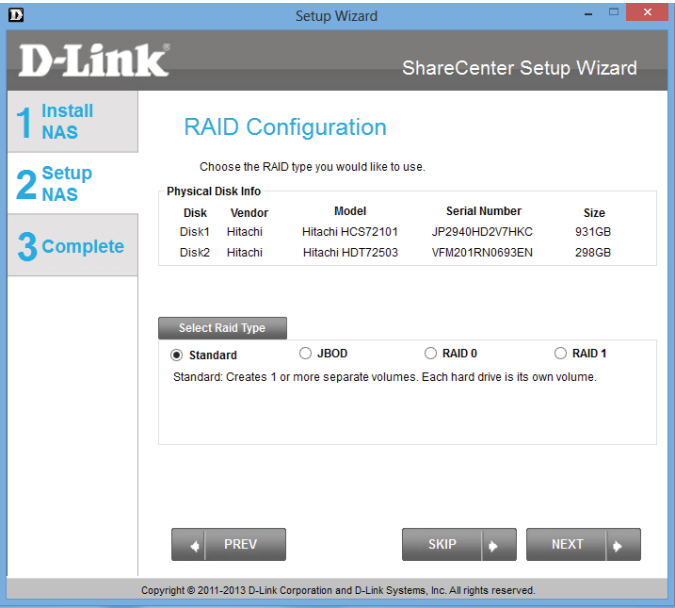 Setup Wizard
D-Link®
ShareCenter Setup Wizard
1 Install NAS
2 Setup NAS
3 Complete
RAID Configuration
Choose the RAID type you would like to use.
Physical Disk Info
Disk Vendor Model Serial Number Size
Disk1 Hitachi Hitachi HCS72101 JP2940HD2V7HKC 931GB
Disk2 Hitachi Hitachi HDT72503 VFM201RN0693EN 298GB
Select Raid Type
Standard JBOD RAID 0 RAID 1
Standard: Creates 1 or more separate volumes. Each hard drive is its own volume.
PREV SKIP NEXT
Copyright © 2011-2013 D-Link Corporation and D-Link Systems, Inc. All rights reserved.